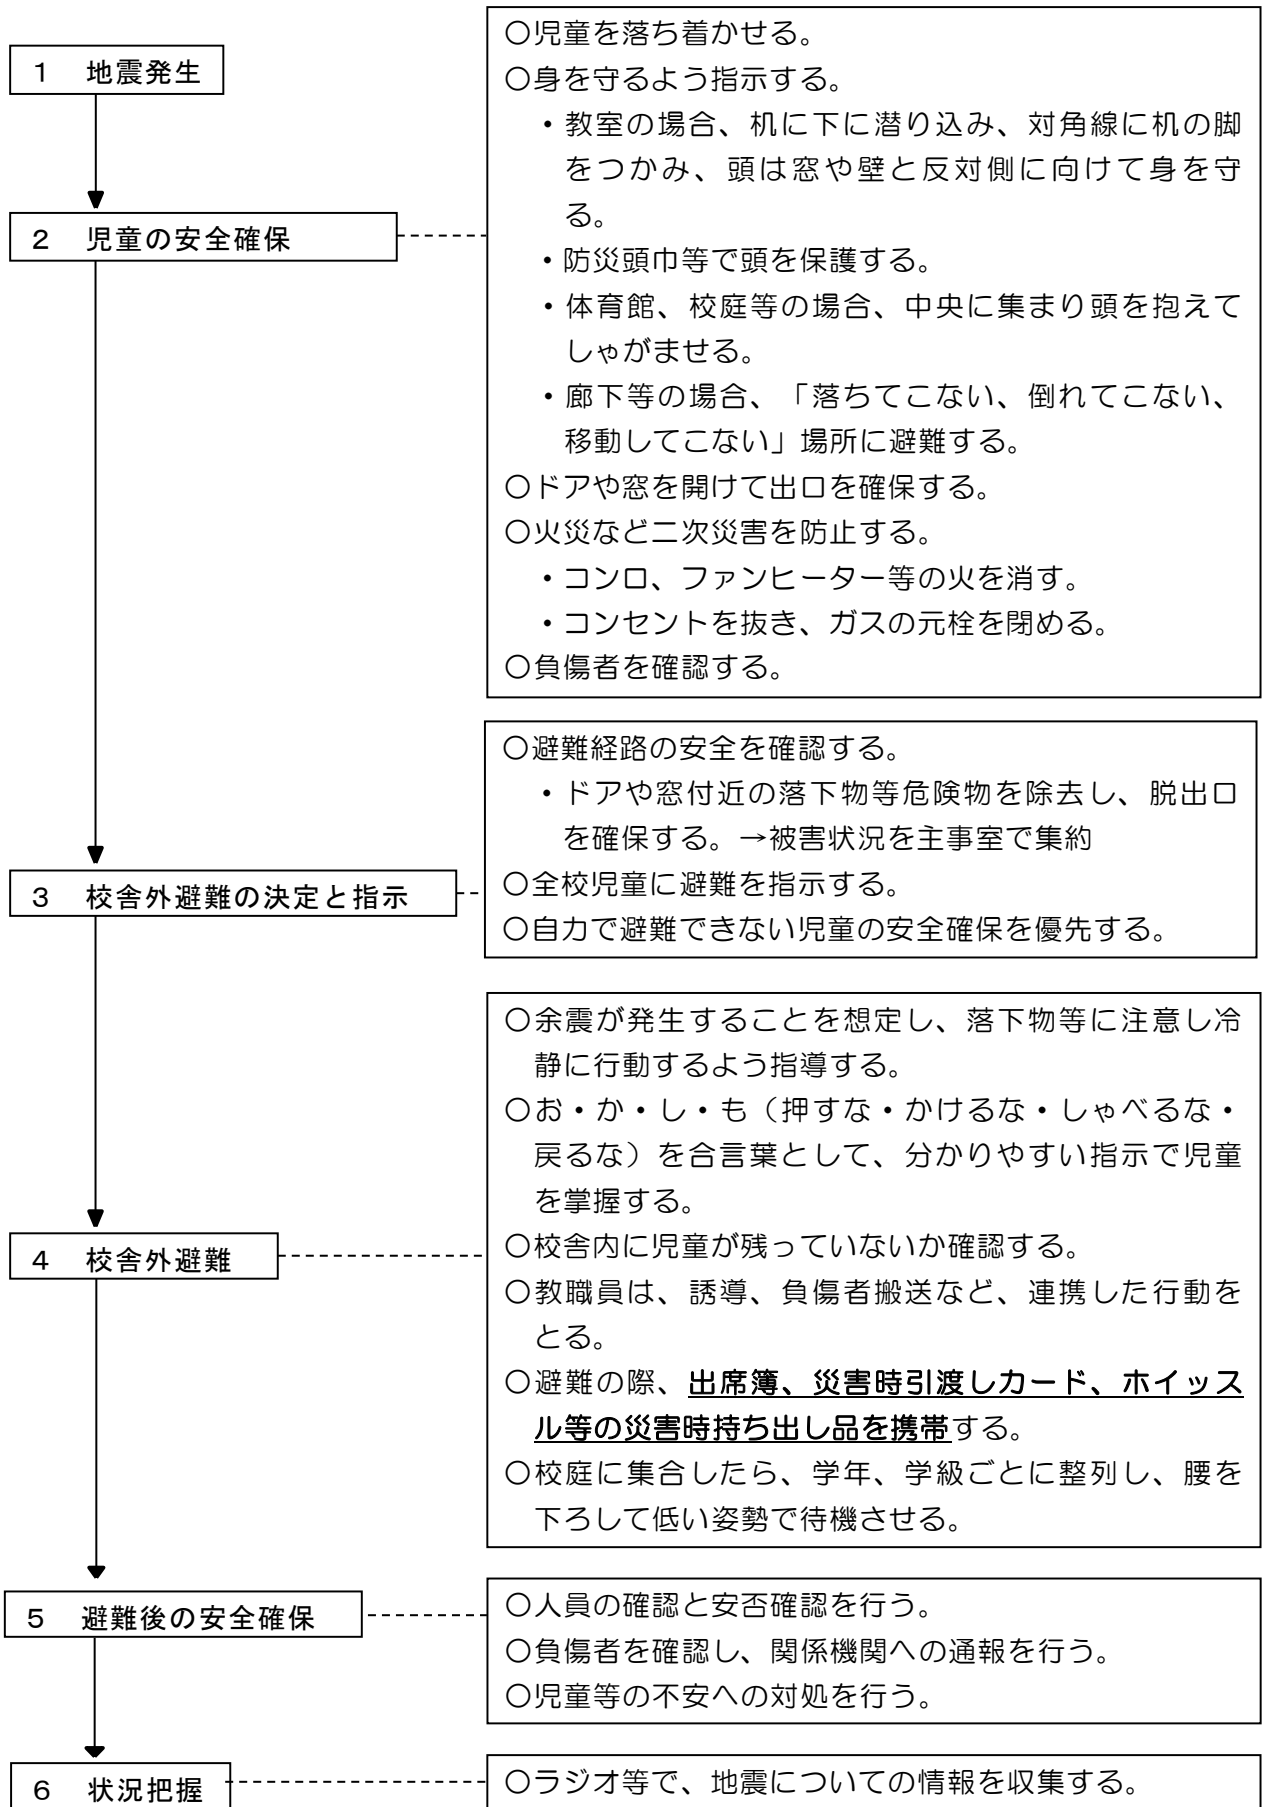 1 地震発生
○児童を落ち着かせる。
○身を守るよう指示する。
・教室の場合、机に下に潜り込み、対角線に机の脚
をつかみ、頭は窓や壁と反対側に向けて身を守
る。
・防災頭巾等で頭を保護する。
・体育館、校庭等の場合、中央に集まり頭を抱えて
しゃがませる。
・廊下等の場合、「落ちてこない、倒れてこない、
移動してこない」場所に避難する。
○ドアや窓を開けて出口を確保する。
○火災など二次災害を防止する。
・コンロ、ファンヒーター等の火を消す。
・コンセントを抜き、ガスの元栓を閉める。
○負傷者を確認する。
2 児童の安全確保
○避難経路の安全を確認する。
・ドアや窓付近の落下物等危険物を除去し、脱出口
を確保する。→被害状況を主事室で集約
○全校児童に避難を指示する。
○自力で避難できない児童の安全確保を優先する。
3 校舎外避難の決定と指示
○余震が発生することを想定し、落下物等に注意し冷
静に行動するよう指導する。
○お・か・し・も（押すな・かけるな・しゃべるな・
戻るな）を合言葉として、分かりやすい指示で児童
を掌握する。
○校舎内に児童が残っていないか確認する。
○教職員は、誘導、負傷者搬送など、連携した行動を
とる。
○避難の際、出席簿、災害時引渡しカード、ホイッス
ル等の災害時持ち出し品を携帯する。
○校庭に集合したら、学年、学級ごとに整列し、腰を
下ろして低い姿勢で待機させる。
4 校舎外避難
5 避難後の安全確保
○人員の確認と安否確認を行う。
○負傷者を確認し、関係機関への通報を行う。
○児童等の不安への対処を行う。
6 状況把握
○ラジオ等で、地震についての情報を収集する。